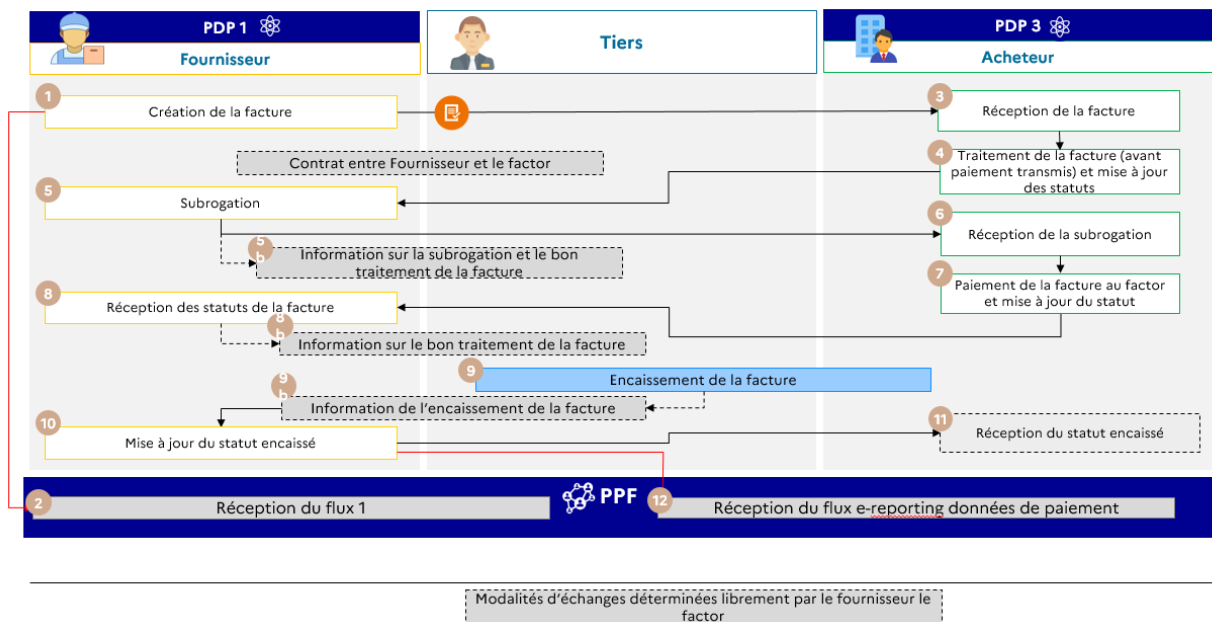 PDP 1
Fournisseur
Tiers
PDP 3
Acheteur
1
Création de la facture
3
Réception de la facture
Contrat entre Fournisseur et le factor
4
Traitement de la facture (avant
paiement transmis) et mise à jour
des statuts
5
Subrogation
6
Réception de la subrogation
5
b
Information sur la subrogation et le bon
traitement de la facture
7
Paiement de la facture au factor
et mise à jour du statut
8
Réception des statuts de la facture
8
b
Information sur le bon traitement de la facture
9
Encaissement de la facture
9
b
Information de l'encaissement de la facture
10
Mise à jour du statut encaissé
11
Réception du statut encaissé
PPF
2
Réception du flux 1
12
Réception du flux e-reporting données de paiement
Modalités d'échanges déterminées librement par le fournisseur le
factor